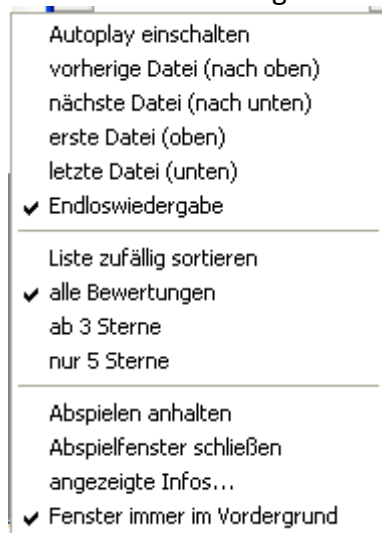 Autoplay einschalten
vorherige Datei (nach oben)
nächste Datei (nach unten)
erste Datei (oben)
letzte Datei (unten)
Endloswiedergabe
Liste zufällig sortieren
alle Bewertungen
ab 3 Sterne
nur 5 Sterne
Abspielen anhalten
Abspielfenster schließen
angezeigte Infos...
Fenster immer im Vordergrund